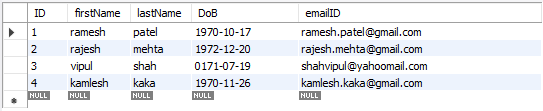 ID firstName lastName DoB emailID
1 ramesh patel 1970-10-17 ramesh.patel@gmail.com
2 rajesh mehta 1972-12-20 rajesh.mehta@gmail.com
3 vipul shah 0171-07-19 shahvipul@yahoomail.com
4 kamlesh kaka 1970-11-26 kamlesh.kaka@gmail.com
NULL NULL NULL NULL NULL